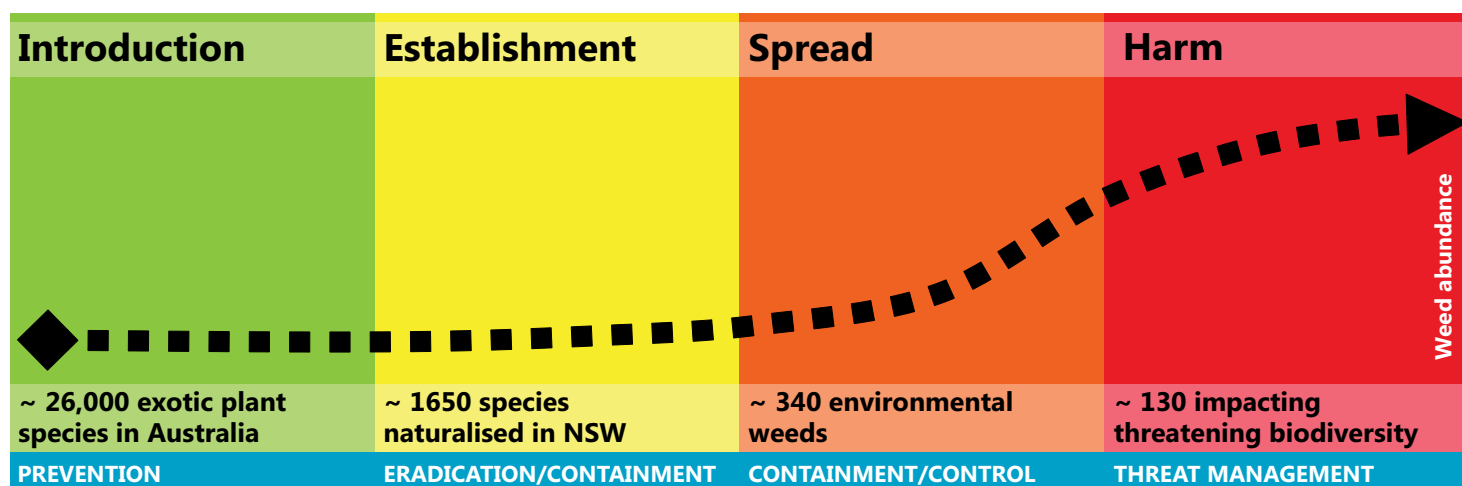 Introduction
Establishment
Spread
Harm
Weed abundance
~ 26,000 exotic plant
species in Australia
~ 1650 species
naturalised in NSW
~ 340 environmental
weeds
~ 130 impacting
threatening biodiversity
PREVENTION
ERADICATION/CONTAINMENT
CONTAINMENT/CONTROL
THREAT MANAGEMENT